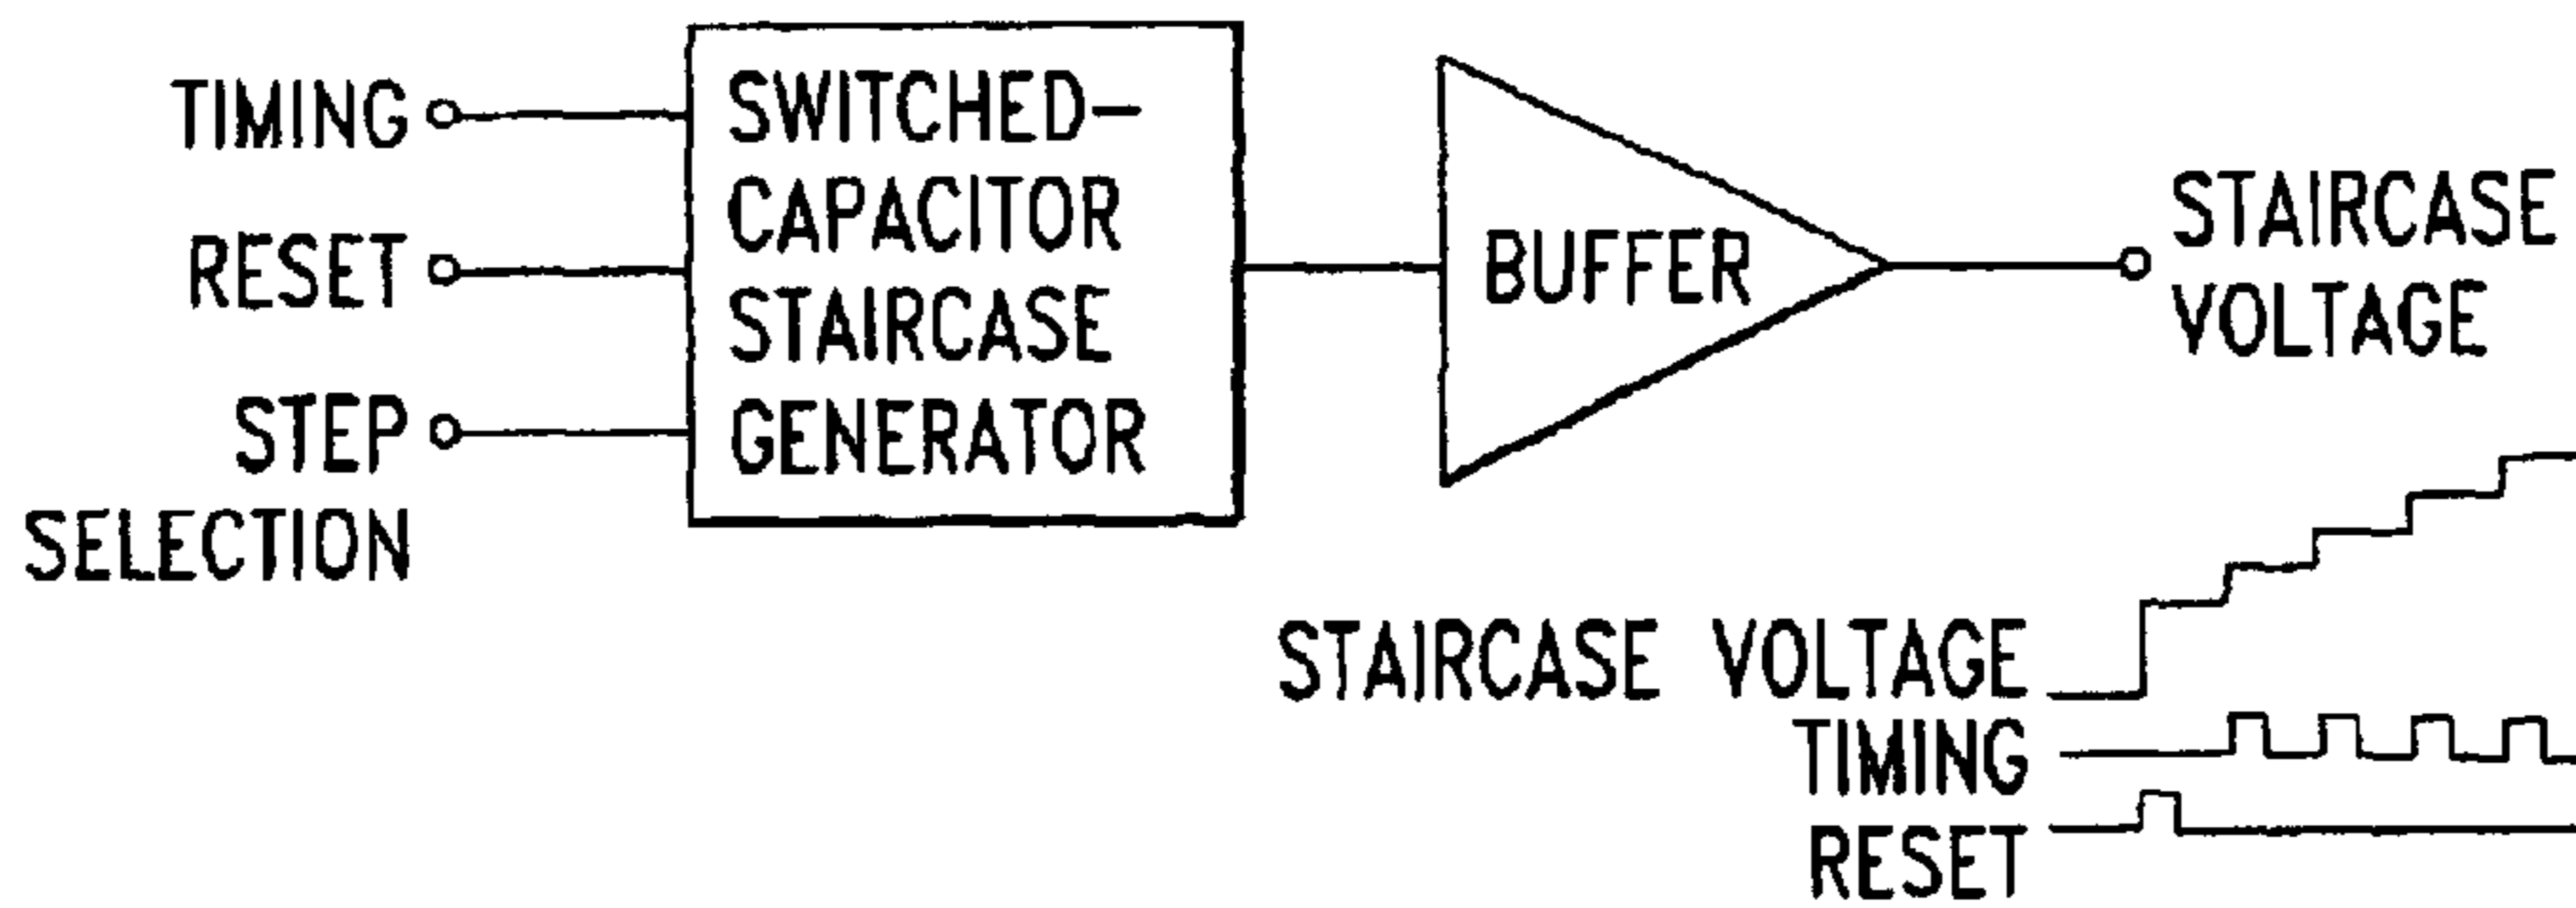 TIMING
RESET
STEP
SELECTION
SWITCHED-
CAPACITOR
STAIRCASE
GENERATOR
BUFFER
STAIRCASE
VOLTAGE
STAIRCASE VOLTAGE
TIMING
RESET